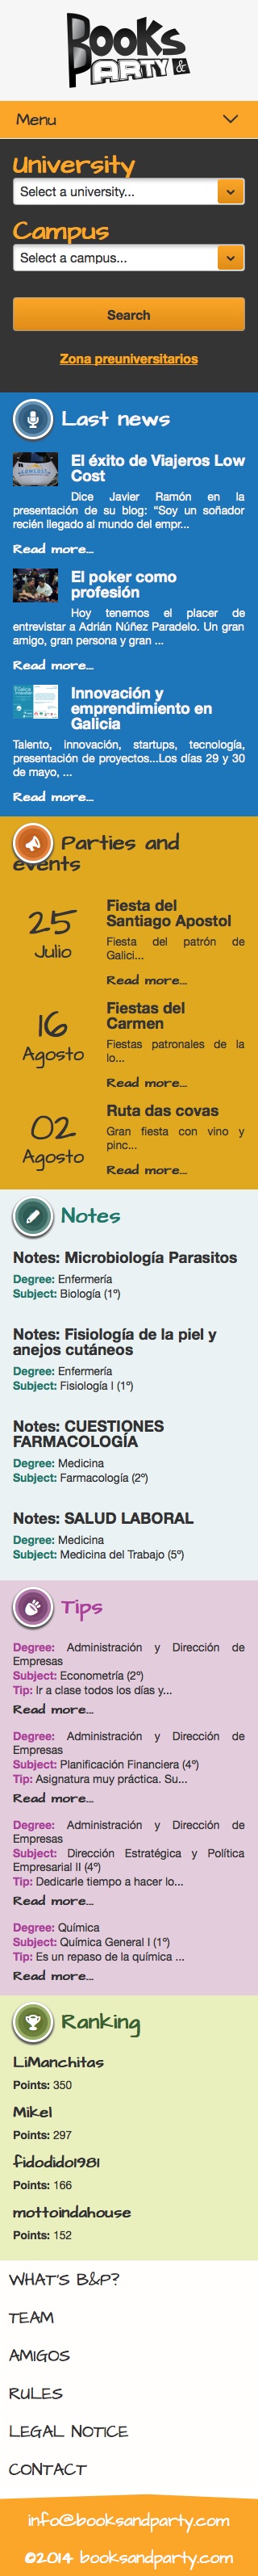 BOOKS
PARTY &
Menu
University
Select a university...
Campus
Select a campus...
Search
Zona preuniversitarios
Last news
El éxito de Viajeros Low
Cost
Dice Javier Ramón en la
presentación de su blog: "Soy un soñador
recién llegado al mundo del empr...
Read more...
El poker como
profesión
Hoy tenemos el placer de
entrevistar a Adrián Núñez Paradelo. Un gran
amigo, gran persona y gran ...
Read more...
Innovación y
emprendimiento en
Galicia
Talento, innovación, startups, tecnología,
presentación de proyectos...Los días 29 y 30
de mayo, ...
Read more...
Parties and
events
25
Julio
Fiesta del
Santiago Apostol
Fiesta del patrón de
Galici...
Read more...
16
Agosto
Fiestas del
Carmen
Fiestas patronales de la
lo...
Read more...
02
Agosto
Ruta das covas
Gran fiesta con vino y
pinc...
Read more...
Notes
Notes: Microbiología Parasitos
Degree: Enfermería
Subject: Biología (1º)
Notes: Fisiología de la piel y
anejos cutáneos
Degree: Enfermería
Subject: Fisiología I (1º)
Notes: CUESTIONES
FARMACOLOGÍA
Degree: Medicina
Subject: Farmacología (2º)
Notes: SALUD LABORAL
Degree: Medicina
Subject: Medicina del Trabajo (5º)
Tips
Degree: Administración y Dirección de
Empresas
Subject: Econometría (2º)
Tip: Ir a clase todos los días y...
Read more...
Degree: Administración y Dirección de
Empresas
Subject: Planificación Financiera (4º)
Tip: Asignatura muy práctica. Su...
Read more...
Degree: Administración y Dirección de
Empresas
Subject: Dirección Estratégica y Política
Empresarial II (4º)
Tip: Dedicarle tiempo a hacer lo...
Read more...
Degree: Química
Subject: Química General I (1º)
Tip: Es un repaso de la química ...
Read more...
Ranking
LiManchitas
Points: 350
Mikel
Points: 297
fidodido1981
Points: 166
mottoindahouse
Points: 152
WHAT'S B&P?
TEAM
AMIGOS
RULES
LEGAL NOTICE
CONTACT
info@booksandparty.com
©2014 booksandparty.com